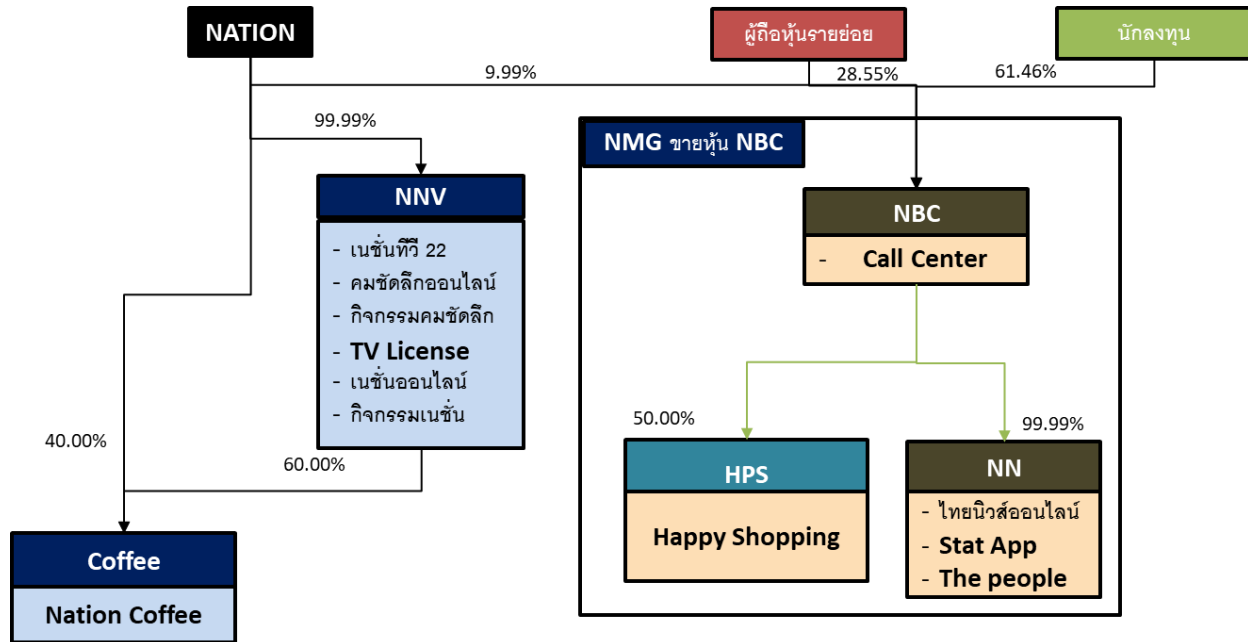 NATION
ผู้ถือหุ้นรายย่อย
นักลงทุน
9.99%
28.55%
61.46%
99.99%
NMG ขายหุ้น NBC
NNV
- เนชั่นทีวี 22
- คมชัดลึกออนไลน์
- กิจกรรมคมชัดลึก
- TV License
- เนชั่นออนไลน์
- กิจกรรมเนชั่น
NBC
- Call Center
40.00%
60.00%
50.00%
99.99%
HPS
Happy Shopping
NN
- ไทยนิวส์ออนไลน์
- Stat App
- The people
Coffee
Nation Coffee